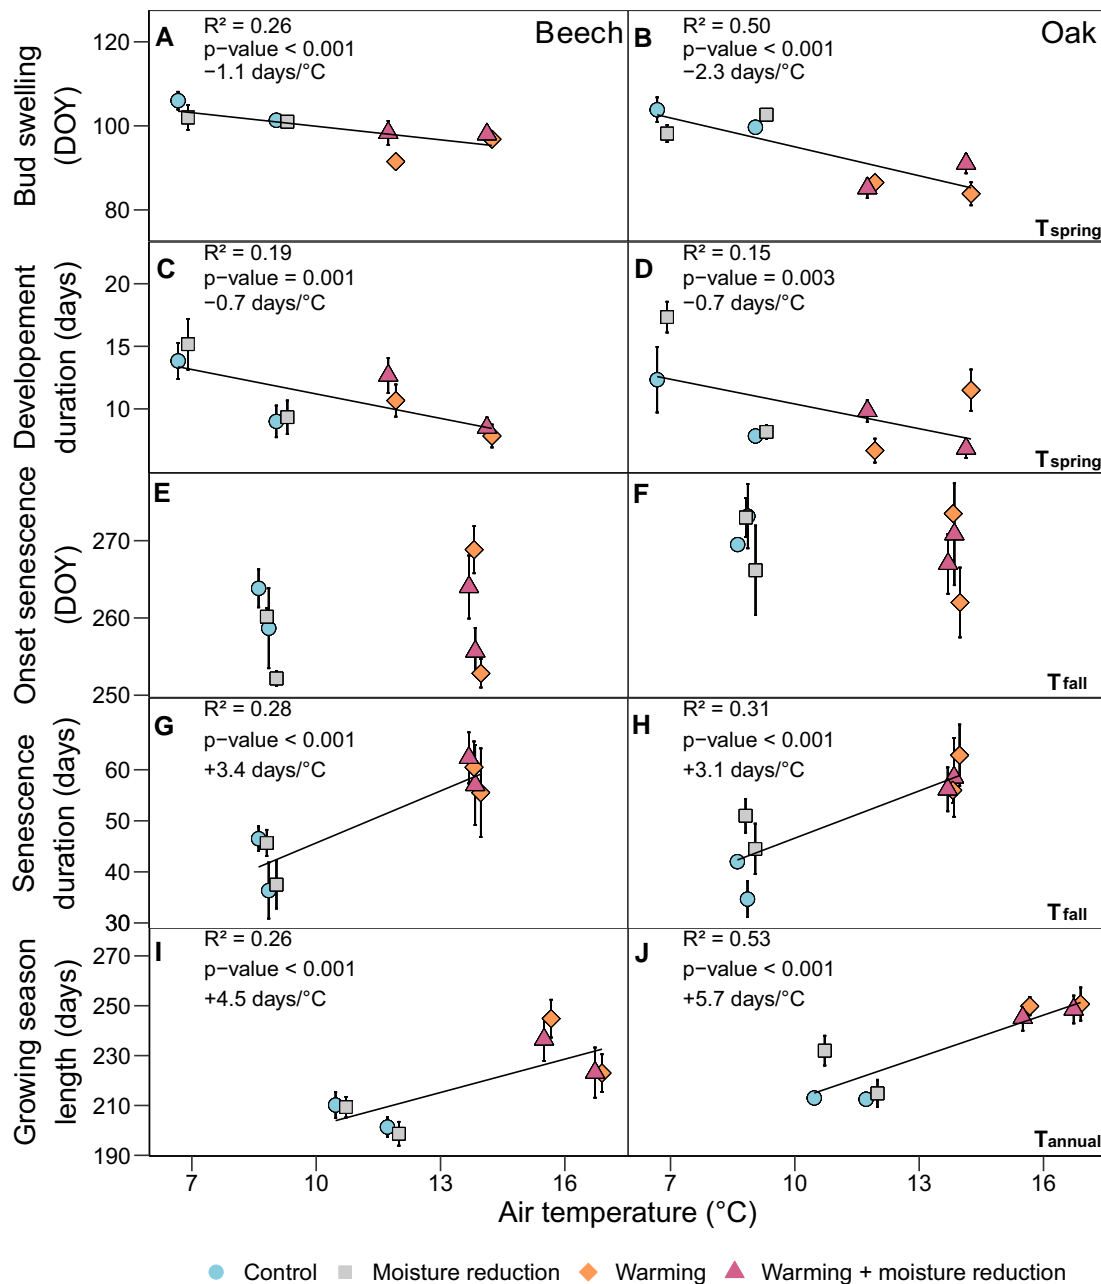 Beech
Oak
A
R² = 0.26
p−value < 0.001
−1.1 days/°C
B
R² = 0.50
p−value < 0.001
−2.3 days/°C
Bud swelling
(DOY)
120
100
80
Tspring
Tspring
C
R² = 0.19
p−value = 0.001
−0.7 days/°C
D
R² = 0.15
p−value = 0.003
−0.7 days/°C
Developement
duration (days)
20
15
10
Tspring
E
F
Onset senescence
(DOY)
270
260
250
Tfall
G
R² = 0.28
p−value < 0.001
+3.4 days/°C
H
R² = 0.31
p−value < 0.001
+3.1 days/°C
Senescence
duration (days)
60
50
40
30
Tfall
I
R² = 0.26
p−value < 0.001
+4.5 days/°C
J
R² = 0.53
p−value < 0.001
+5.7 days/°C
Growing season
length (days)
270
250
230
210
190
Tannual
7 10 13 16 7 10 13 16
Air temperature (°C)
Control Moisture reduction Warming Warming + moisture reduction